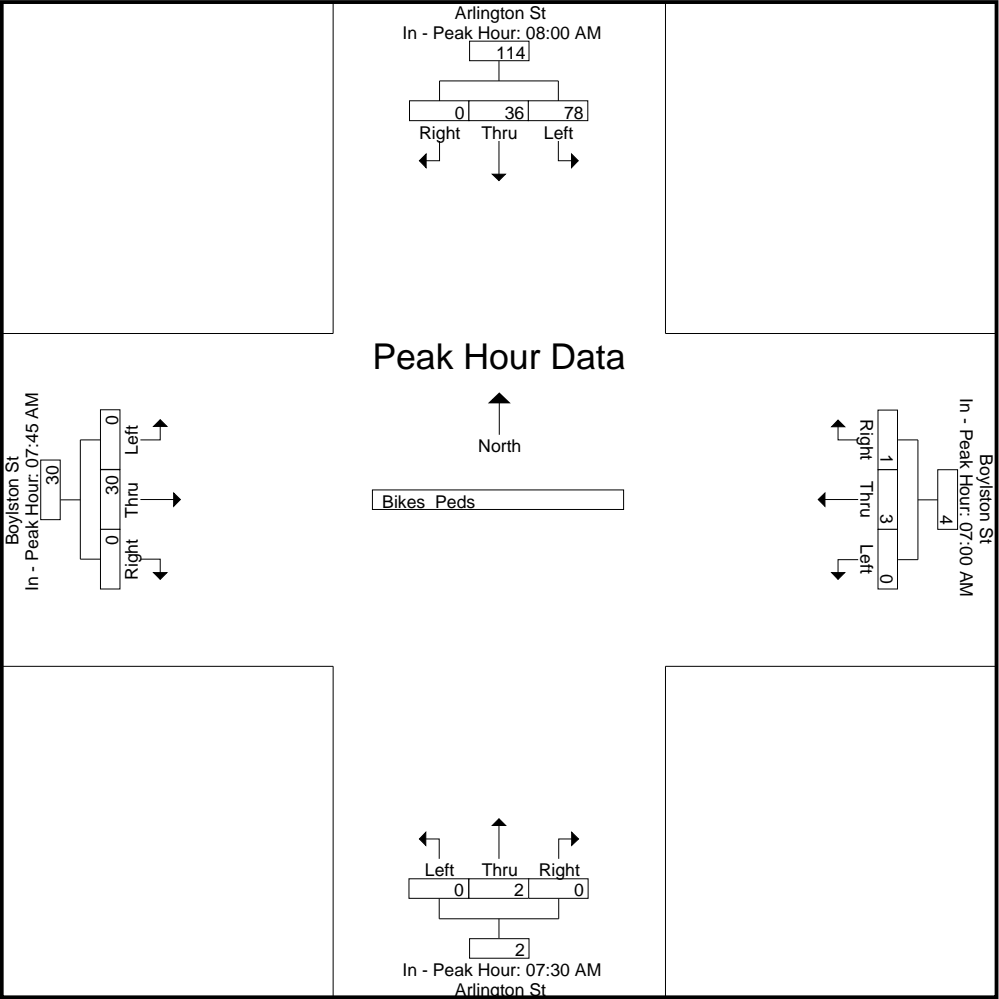 Arlington St
In - Peak Hour: 08:00 AM
114
0 36 78
Right Thru Left
Peak Hour Data
North
Bikes Peds
Boylston St
In - Peak Hour: 07:45 AM
30
0 30 0
Left Thru Right
Boylston St
In - Peak Hour: 07:00 AM
4
1 3 0
Right Thru Left
Left Thru Right
0 2 0
2
In - Peak Hour: 07:30 AM
Arlington St